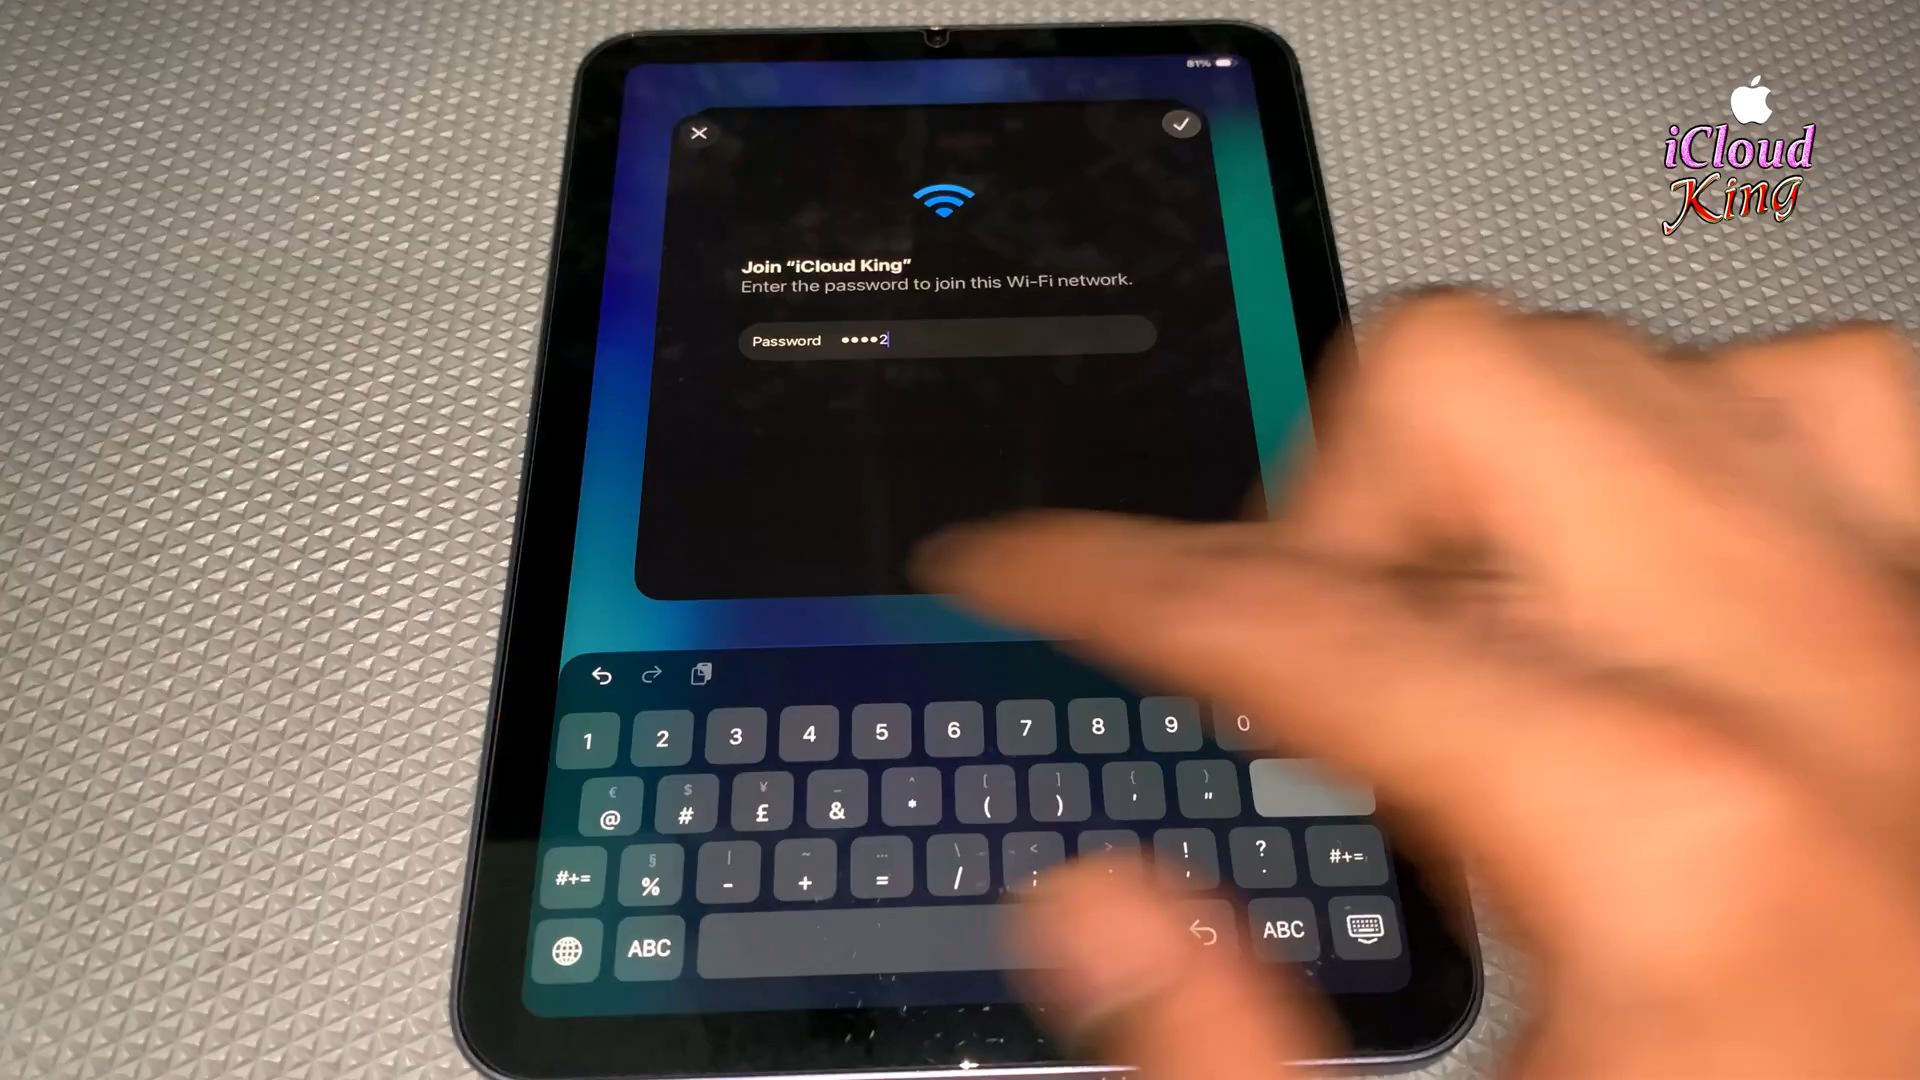 81%
iCloud
King
Join “iCloud King”
Enter the password to join this Wi-Fi network.
Password ••••2
1 2 3 4 5 6 7 8 9 0
€ $ ¥ _ ^ [ ] { )
@ # £ & * ( ) ' "
§ | ~ … \ < > ! ?
#+= % - + = / ; , . #+=
ABC ABC